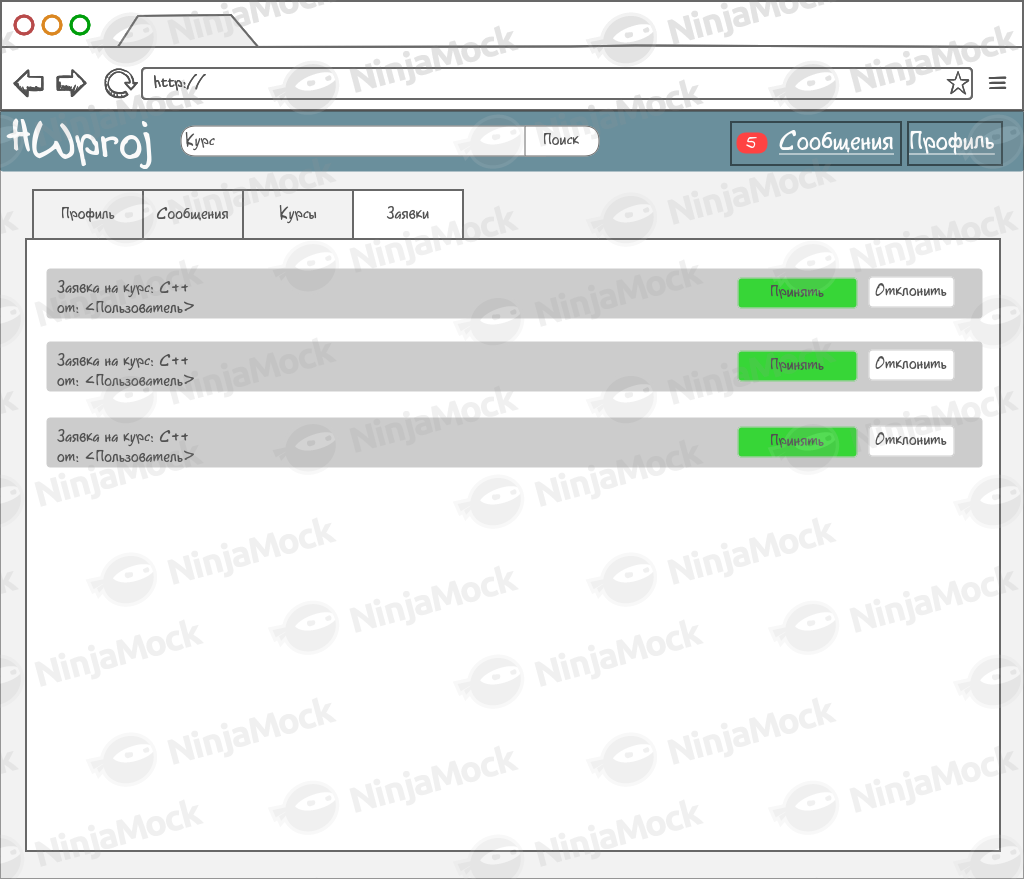 http://
HWproj
Курс
Поиск
5 Сообщения
Профиль
Профиль
Сообщения
Курсы
Заявки
Заявка на курс: C++
от: <Пользователь>
Принять
Отклонить
Заявка на курс: C++
от: <Пользователь>
Принять
Отклонить
Заявка на курс: C++
от: <Пользователь>
Принять
Отклонить
NinjaMock